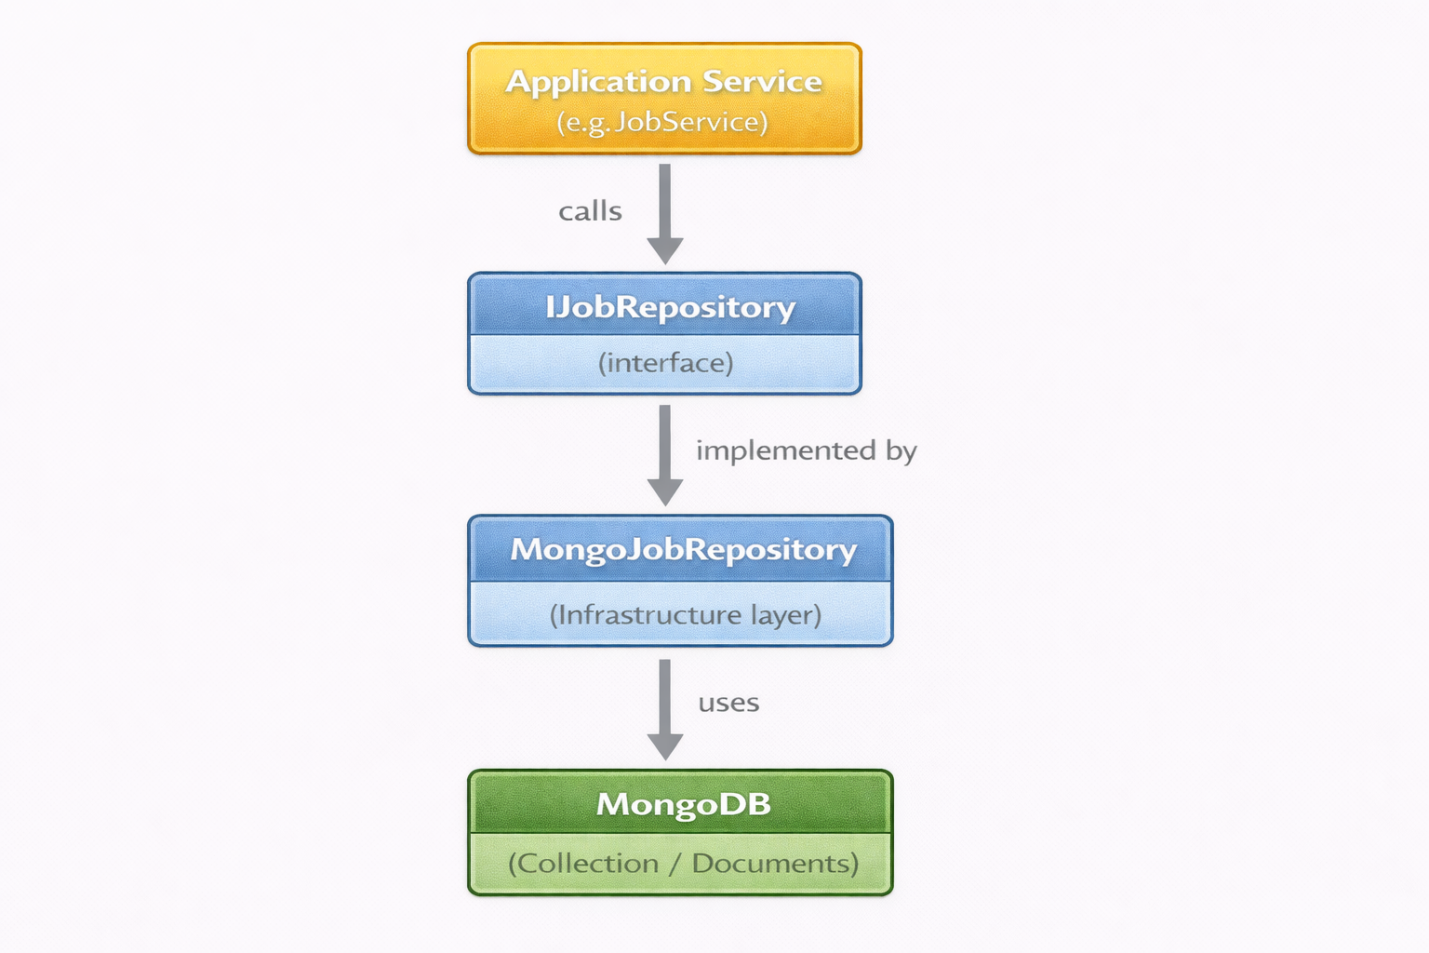 Application Service
(e.g. JobService)
calls
IJobRepository
(interface)
implemented by
MongoJobRepository
(Infrastructure layer)
uses
MongoDB
(Collection / Documents)